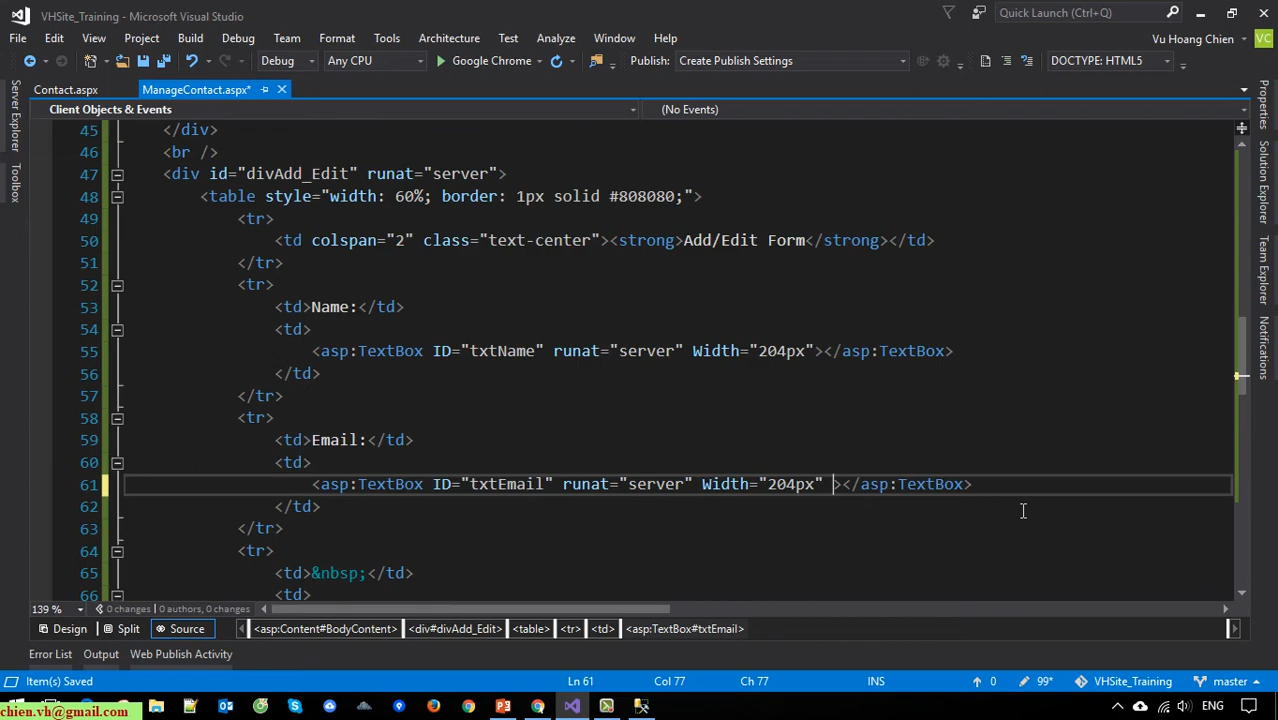 VHSite_Training - Microsoft Visual Studio
Quick Launch (Ctrl+Q)
File Edit View Project Build Debug Team Format Tools Architecture Test Analyze Window Help
Vu Hoang Chien VC
Debug Any CPU Google Chrome Publish: Create Publish Settings DOCTYPE: HTML5
Contact.aspx ManageContact.aspx*
Client Objects & Events (No Events)
Server Explorer
Toolbox
Properties
Solution Explorer
Team Explorer
Notifications
45 </div>
46 <br />
47 <div id="divAdd_Edit" runat="server">
48 <table style="width: 60%; border: 1px solid #808080;">
49 <tr>
50 <td colspan="2" class="text-center"><strong>Add/Edit Form</strong></td>
51 </tr>
52 <tr>
53 <td>Name:</td>
54 <td>
55 <asp:TextBox ID="txtName" runat="server" Width="204px"></asp:TextBox>
56 </td>
57 </tr>
58 <tr>
59 <td>Email:</td>
60 <td>
61 <asp:TextBox ID="txtEmail" runat="server" Width="204px" ></asp:TextBox>
62 </td>
63 </tr>
64 <tr>
65 <td>&nbsp;</td>
66 <td>
139 % 0 changes | 0 authors, 0 changes
Design Split Source <asp:Content#BodyContent> <div#divAdd_Edit> <table> <tr> <td> <asp:TextBox#txtEmail>
Error List Output Web Publish Activity
Item(s) Saved Ln 61 Col 77 Ch 77 INS 0 99* VHSite_Training master
chien.vh@gmail.com
ENG